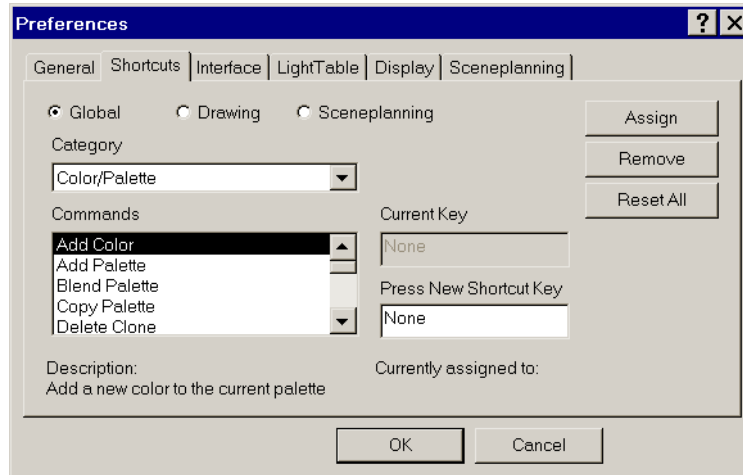 Preferences
General Shortcuts Interface LightTable Display Sceneplanning
Global Drawing Sceneplanning
Assign
Category
Remove
Color/Palette
Reset All
Commands
Current Key
Add Color
None
Add Palette
Blend Palette
Press New Shortcut Key
Copy Palette
None
Delete Clone
Description:
Currently assigned to:
Add a new color to the current palette
OK Cancel